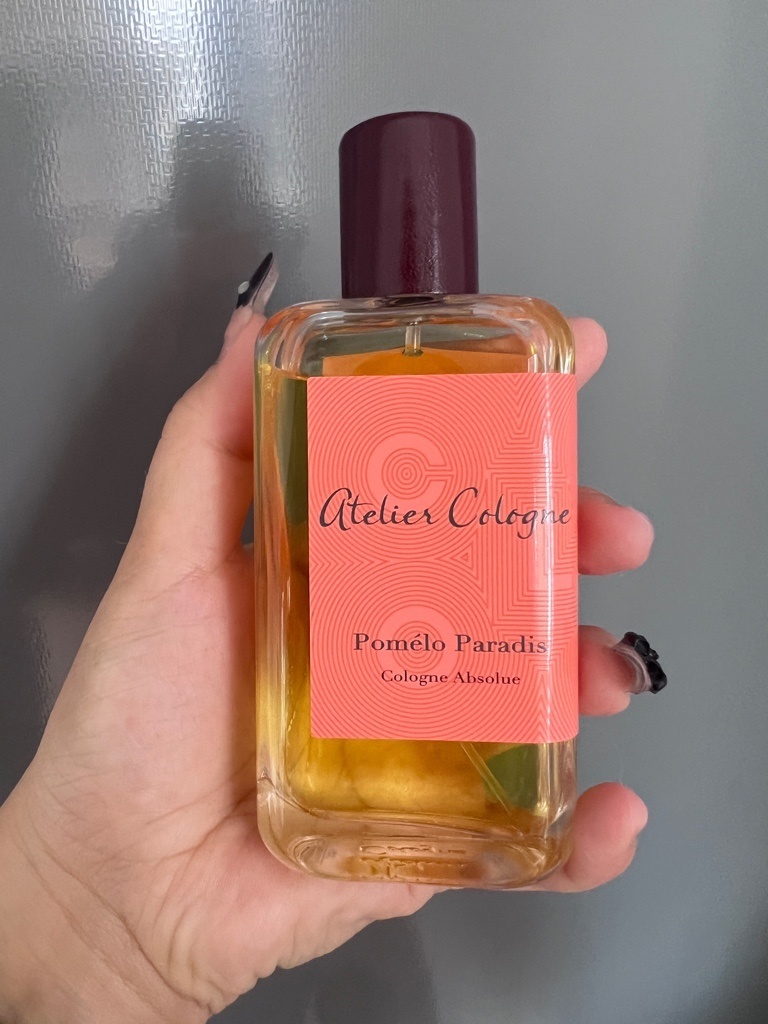 Atelier Cologne
Pomélo Paradis
Cologne Absolue